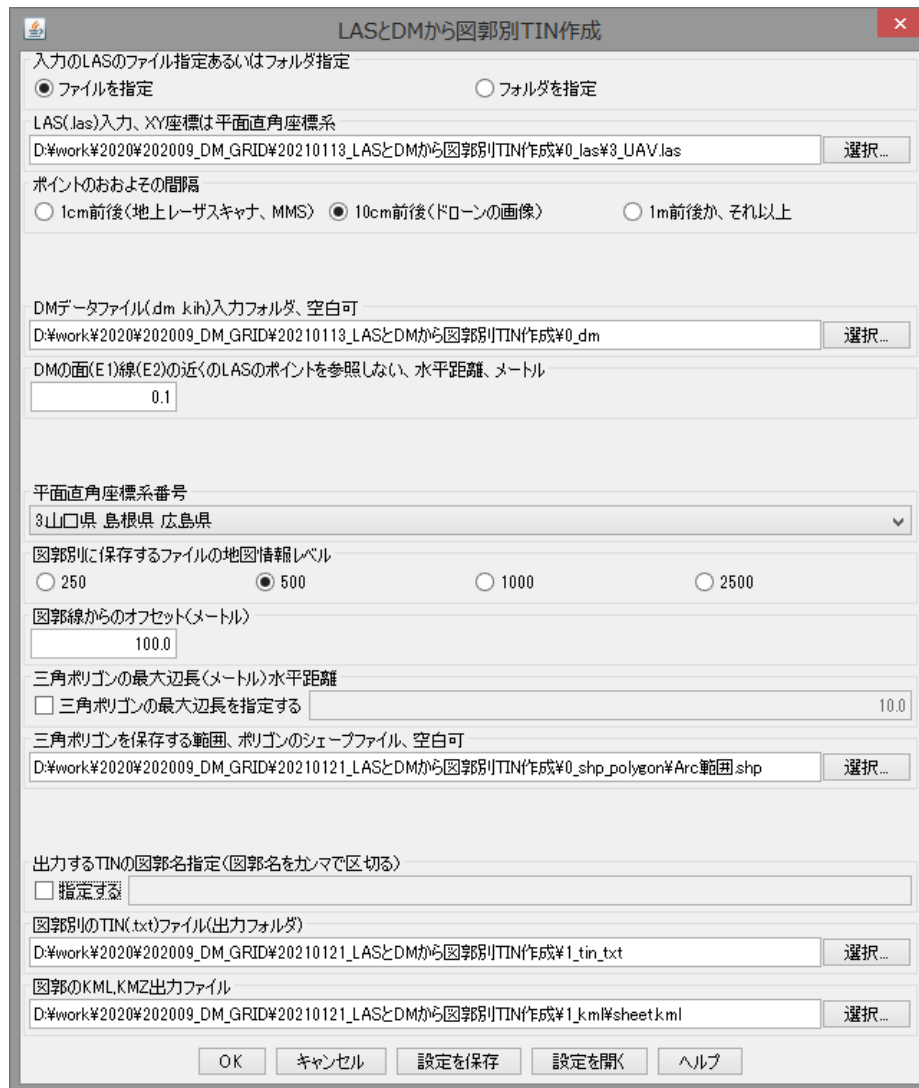 LASとDMから図郭別TIN作成
入力のLASのファイル指定あるいはフォルダ指定
ファイルを指定 フォルダを指定
LAS(.las)入力、XY座標は平面直角座標系
D:¥work¥2020¥202009_DM_GRID¥20210113_LASとDMから図郭別TIN作成¥0_las¥3_UAV.las 選択...
ポイントのおおよその間隔
1cm前後(地上レーザスキャナ、MMS) 10cm前後(ドローンの画像) 1m前後か、それ以上
DMデータファイル(.dm .kih)入力フォルダ、空白可
D:¥work¥2020¥202009_DM_GRID¥20210113_LASとDMから図郭別TIN作成¥0_dm 選択...
DMの面(E1)線(E2)の近くのLASのポイントを参照しない、水平距離、メートル
0.1
平面直角座標系番号
3山口県 島根県 広島県
図郭別に保存するファイルの地図情報レベル
250 500 1000 2500
図郭線からのオフセット(メートル)
100.0
三角ポリゴンの最大辺長(メートル)水平距離
三角ポリゴンの最大辺長を指定する 10.0
三角ポリゴンを保存する範囲、ポリゴンのシェープファイル、空白可
D:¥work¥2020¥202009_DM_GRID¥20210121_LASとDMから図郭別TIN作成¥0_shp_polygon¥Arc範囲.shp 選択...
出力するTINの図郭名指定(図郭名をカンマで区切る)
指定する
図郭別のTIN(.txt)ファイル(出力フォルダ)
D:¥work¥2020¥202009_DM_GRID¥20210121_LASとDMから図郭別TIN作成¥1_tin_txt 選択...
図郭のKML,KMZ出力ファイル
D:¥work¥2020¥202009_DM_GRID¥20210121_LASとDMから図郭別TIN作成¥1_kml¥sheet.kml 選択...
OK キャンセル 設定を保存 設定を開く ヘルプ